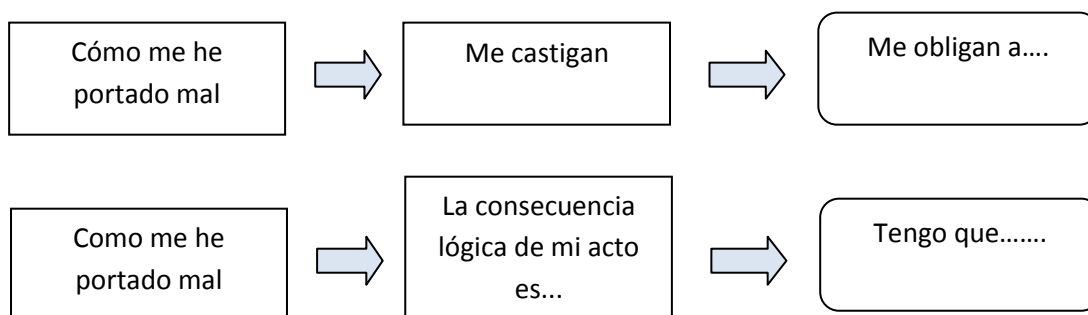 Cómo me he
portado mal
Me castigan
Me obligan a….
Como me he
portado mal
La consecuencia
lógica de mi acto
es...
Tengo que…….